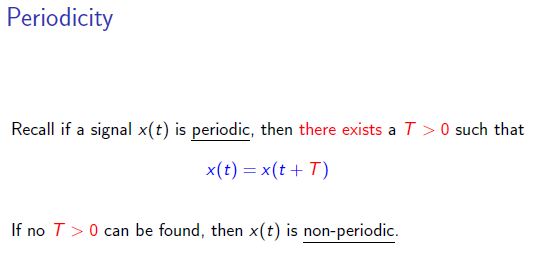 Periodicity
Recall if a signal x(t) is periodic, then there exists a T > 0 such that
x(t) = x(t + T)
If no T > 0 can be found, then x(t) is non-periodic.